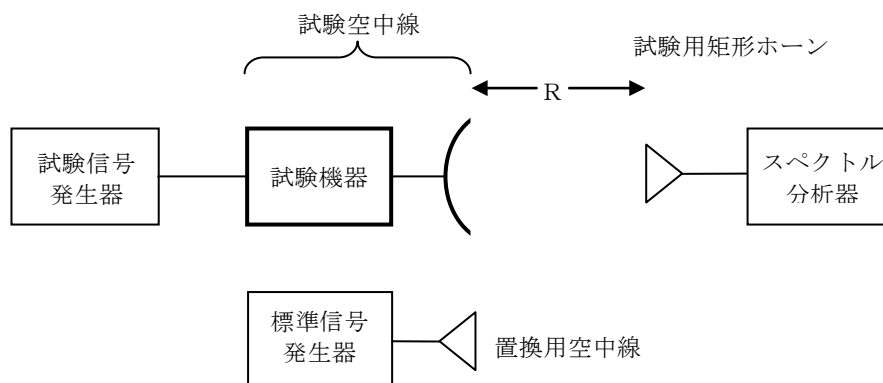 試験空中線
試験用矩形ホーン
R
試験信号
発生器
試験機器
スペクトル
分析器
標準信号
発生器
置換用空中線